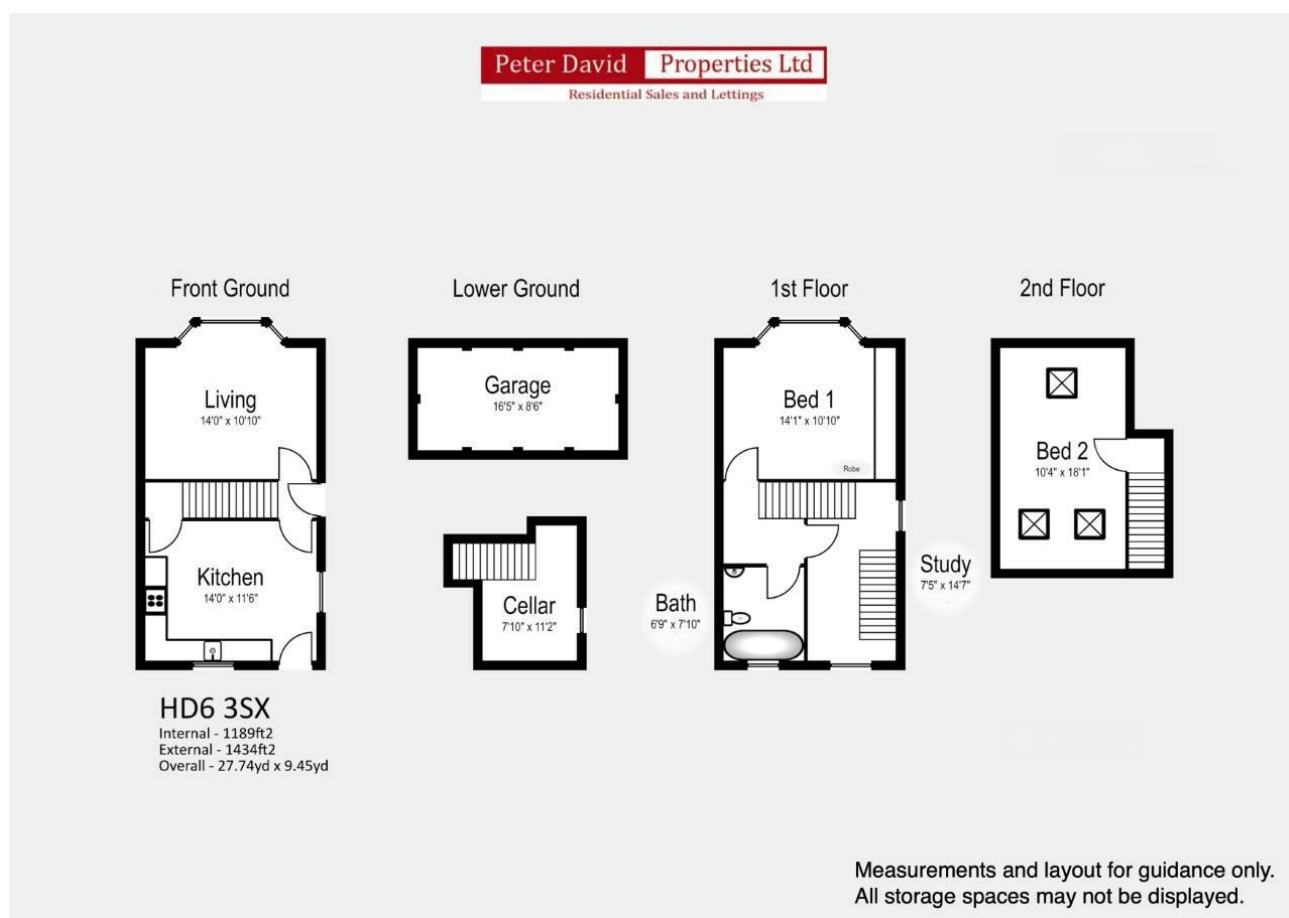 Peter David Properties Ltd
Residential Sales and Lettings
Front Ground
Lower Ground
1st Floor
2nd Floor
Living
14'0" x 10'10"
Garage
16'5" x 8'6"
Bed 1
14'1" x 10'10"
Robe
Bed 2
10'4" x 18'1"
Kitchen
14'0" x 11'6"
Cellar
7'10" x 11'2"
Bath
6'9" x 7'10"
Study
7'5" x 14'7"
HD6 3SX
Internal - 1189ft2
External - 1434ft2
Overall - 27.74yd x 9.45yd
Measurements and layout for guidance only.
All storage spaces may not be displayed.